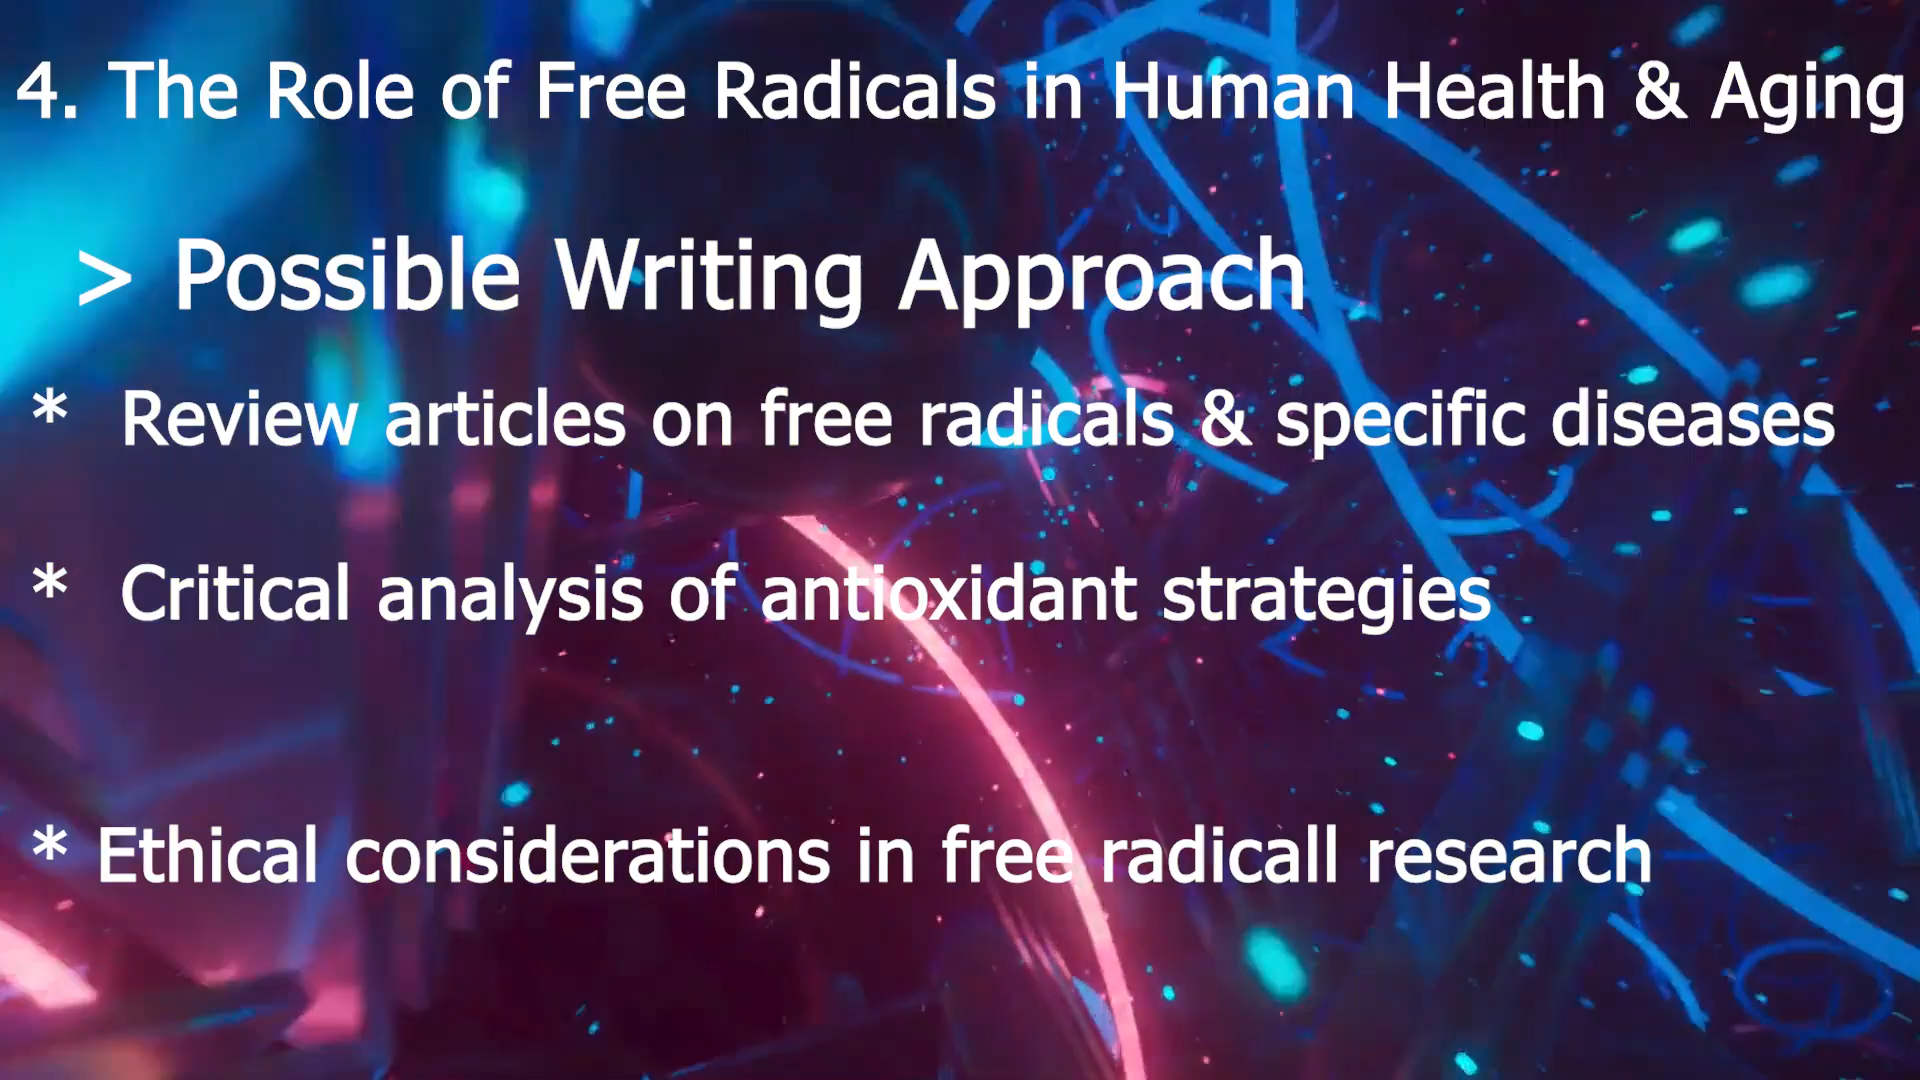 4. The Role of Free Radicals in Human Health & Aging
> Possible Writing Approach
* Review articles on free radicals & specific diseases
* Critical analysis of antioxidant strategies
* Ethical considerations in free radicall research